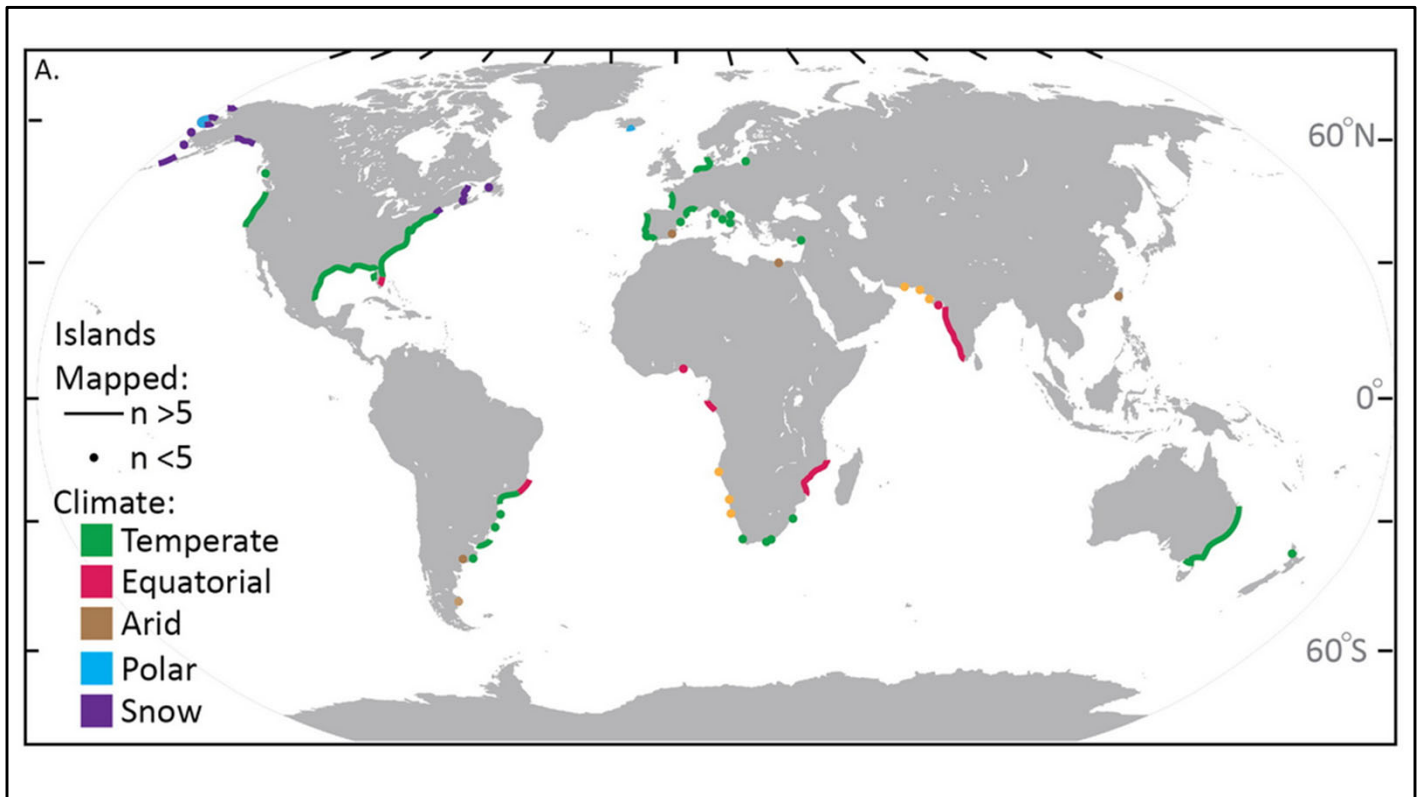 A.
60°N
Islands
Mapped:
n >5
n <5
0°
Climate:
Temperate
Equatorial
Arid
60°S
Polar
Snow